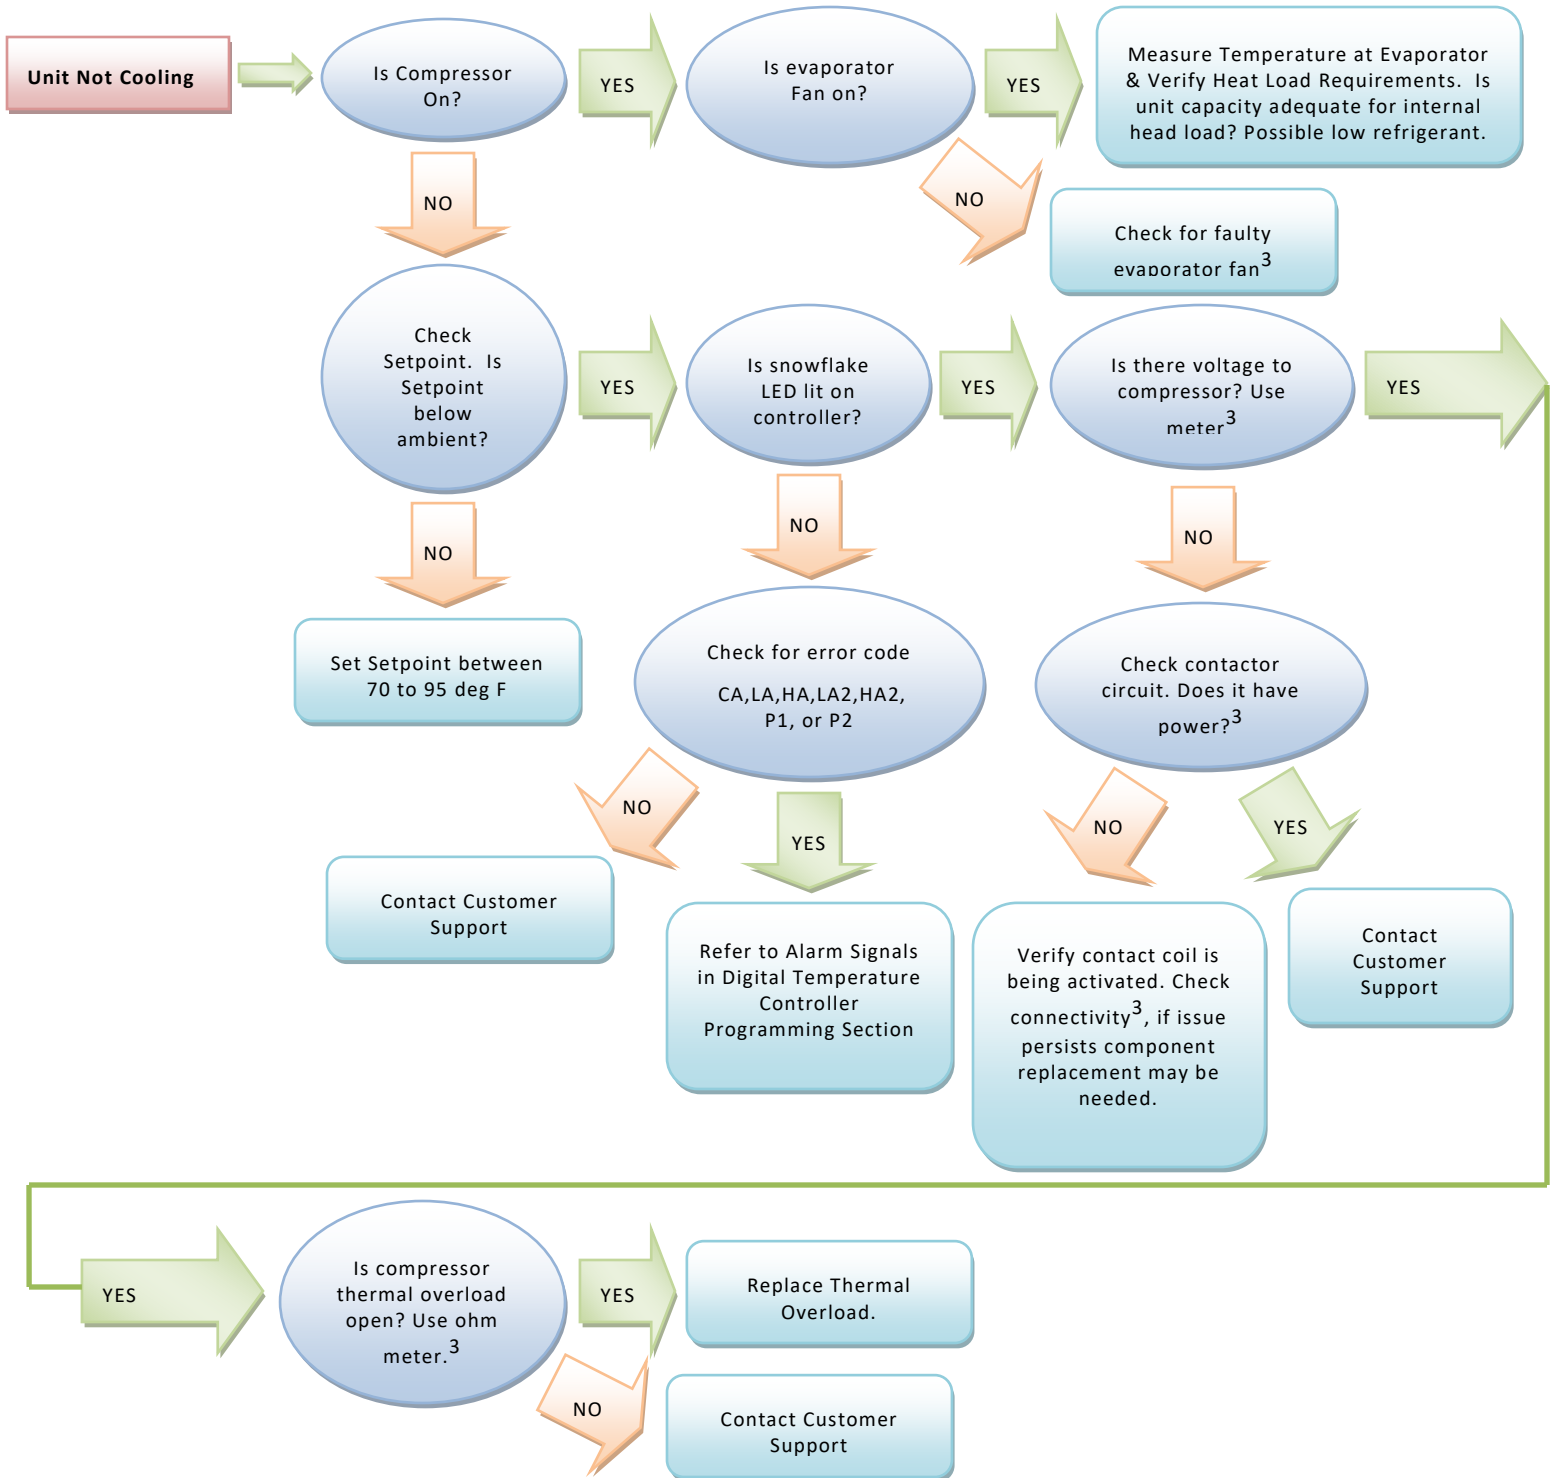 Unit Not Cooling
Is Compressor
On?
YES
Is evaporator
Fan on?
YES
Measure Temperature at Evaporator
& Verify Heat Load Requirements. Is
unit capacity adequate for internal
head load? Possible low refrigerant.
NO
NO
Check for faulty
evaporator fan3
Check
Setpoint. Is
Setpoint
below
ambient?
YES
Is snowflake
LED lit on
controller?
YES
Is there voltage to
compressor? Use
meter3
YES
NO
NO
NO
Set Setpoint between
70 to 95 deg F
Check for error code
CA,LA,HA,LA2,HA2,
P1, or P2
Check contactor
circuit. Does it have
power?3
NO
YES
NO
YES
Contact Customer
Support
Refer to Alarm Signals
in Digital Temperature
Controller
Programming Section
Verify contact coil is
being activated. Check
connectivity3, if issue
persists component
replacement may be
needed.
Contact
Customer
Support
YES
Is compressor
thermal overload
open? Use ohm
meter.3
YES
Replace Thermal
Overload.
NO
Contact Customer
Support